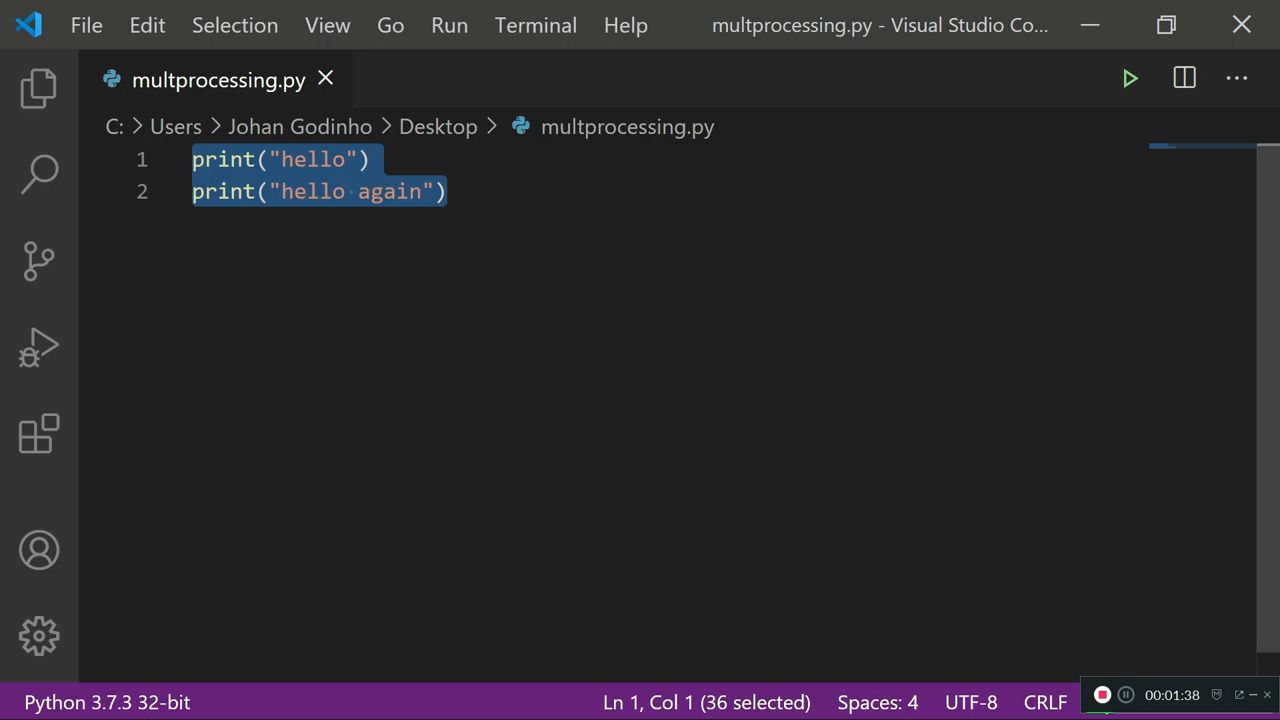 File Edit Selection View Go Run Terminal Help multprocessing.py - Visual Studio Co...
multprocessing.py
C: Users Johan Godinho Desktop multprocessing.py
1 print("hello")
2 print("hello again")
Python 3.7.3 32-bit Ln 1, Col 1 (36 selected) Spaces: 4 UTF-8 CRLF 00:01:38